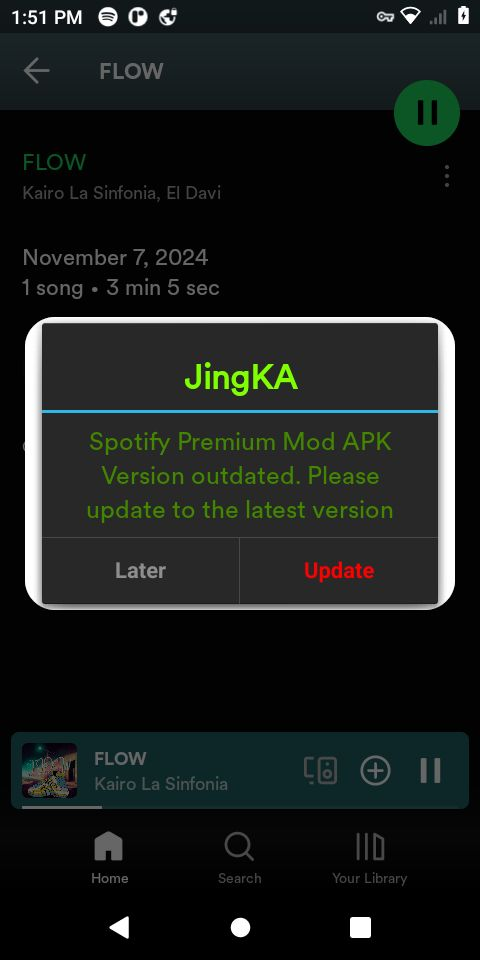 1:51 PM
FLOW
FLOW
Kairo La Sinfonia, El Davi
November 7, 2024
1 song • 3 min 5 sec
JingKA
Spotify Premium Mod APK
Version outdated. Please
update to the latest version
Later
Update
FLOW
Kairo La Sinfonia
Home
Search
Your Library